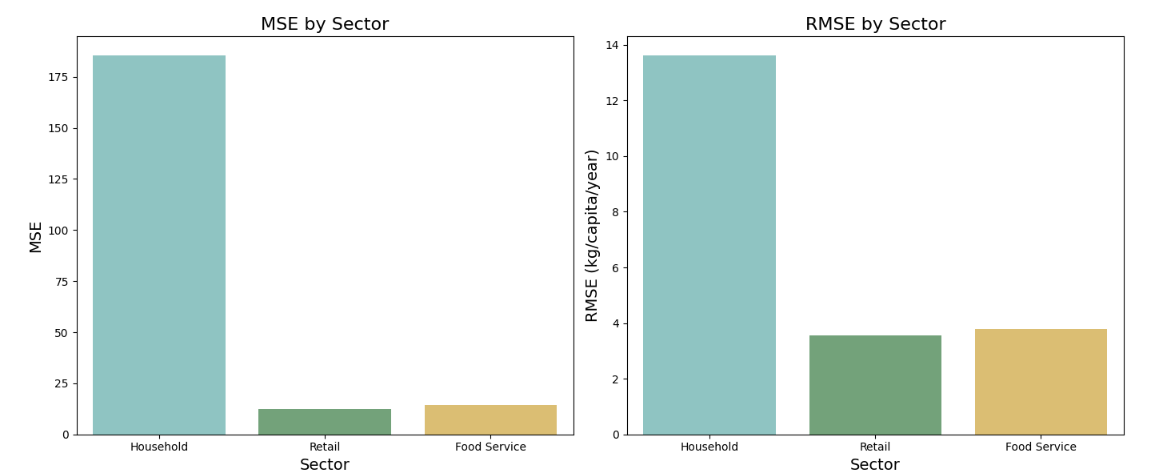 MSE by Sector
MSE
175
150
125
100
75
50
25
0
Household Retail Food Service
Sector
RMSE by Sector
RMSE (kg/capita/year)
14
12
10
8
6
4
2
0
Household Retail Food Service
Sector